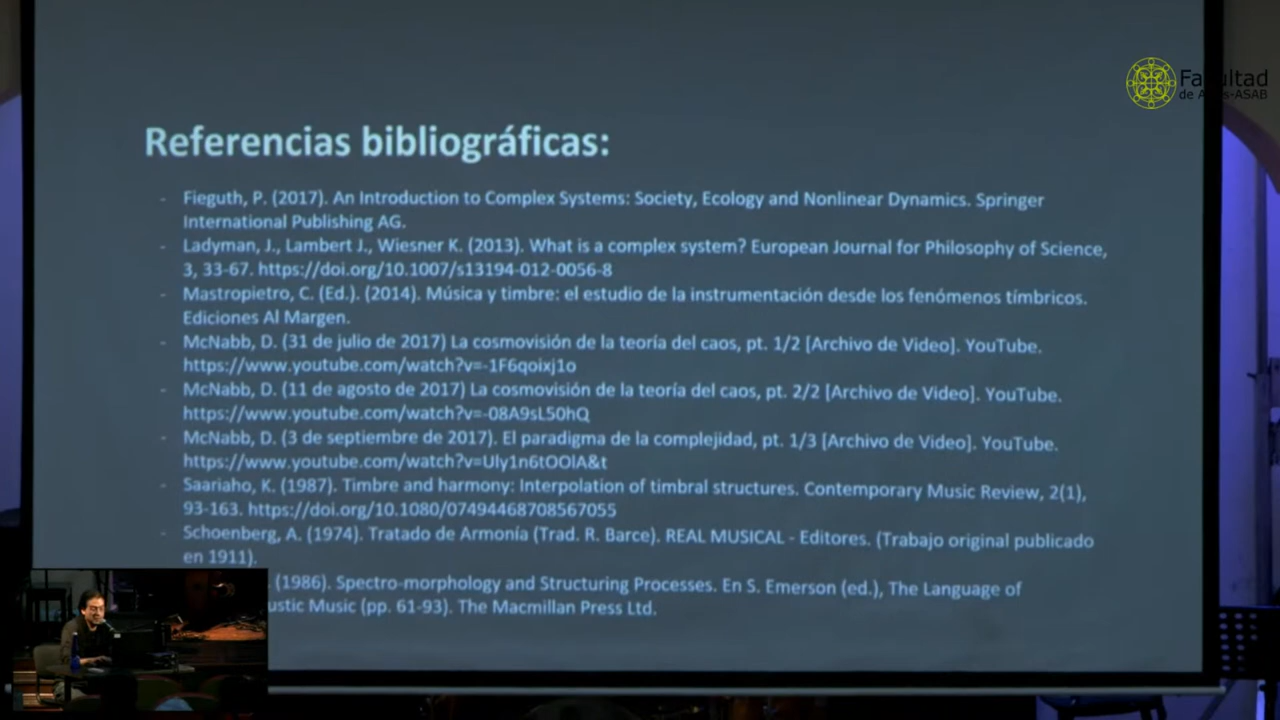 Facultad
de Artes-ASAB
Referencias bibliográficas:
- Fieguth, P. (2017). An Introduction to Complex Systems: Society, Ecology and Nonlinear Dynamics. Springer
International Publishing AG.
- Ladyman, J., Lambert J., Wiesner K. (2013). What is a complex system? European Journal for Philosophy of Science,
3, 33-67. https://doi.org/10.1007/s13194-012-0056-8
- Mastropietro, C. (Ed.). (2014). Música y timbre: el estudio de la instrumentación desde los fenómenos tímbricos.
Ediciones Al Margen.
- McNabb, D. (31 de julio de 2017) La cosmovisión de la teoría del caos, pt. 1/2 [Archivo de Video]. YouTube.
https://www.youtube.com/watch?v=-1F6qoixj1o
- McNabb, D. (11 de agosto de 2017) La cosmovisión de la teoría del caos, pt. 2/2 [Archivo de Video]. YouTube.
https://www.youtube.com/watch?v=-08A9sL50hQ
- McNabb, D. (3 de septiembre de 2017). El paradigma de la complejidad, pt. 1/3 [Archivo de Video]. YouTube.
https://www.youtube.com/watch?v=Uly1n6tOOlA&t
- Saariaho, K. (1987). Timbre and harmony: Interpolation of timbral structures. Contemporary Music Review, 2(1),
93-163. https://doi.org/10.1080/07494468708567055
- Schoenberg, A. (1974). Tratado de Armonía (Trad. R. Barce). REAL MUSICAL - Editores. (Trabajo original publicado
en 1911).
(1986). Spectro-morphology and Structuring Processes. En S. Emerson (ed.), The Language of
ustic Music (pp. 61-93). The Macmillan Press Ltd.